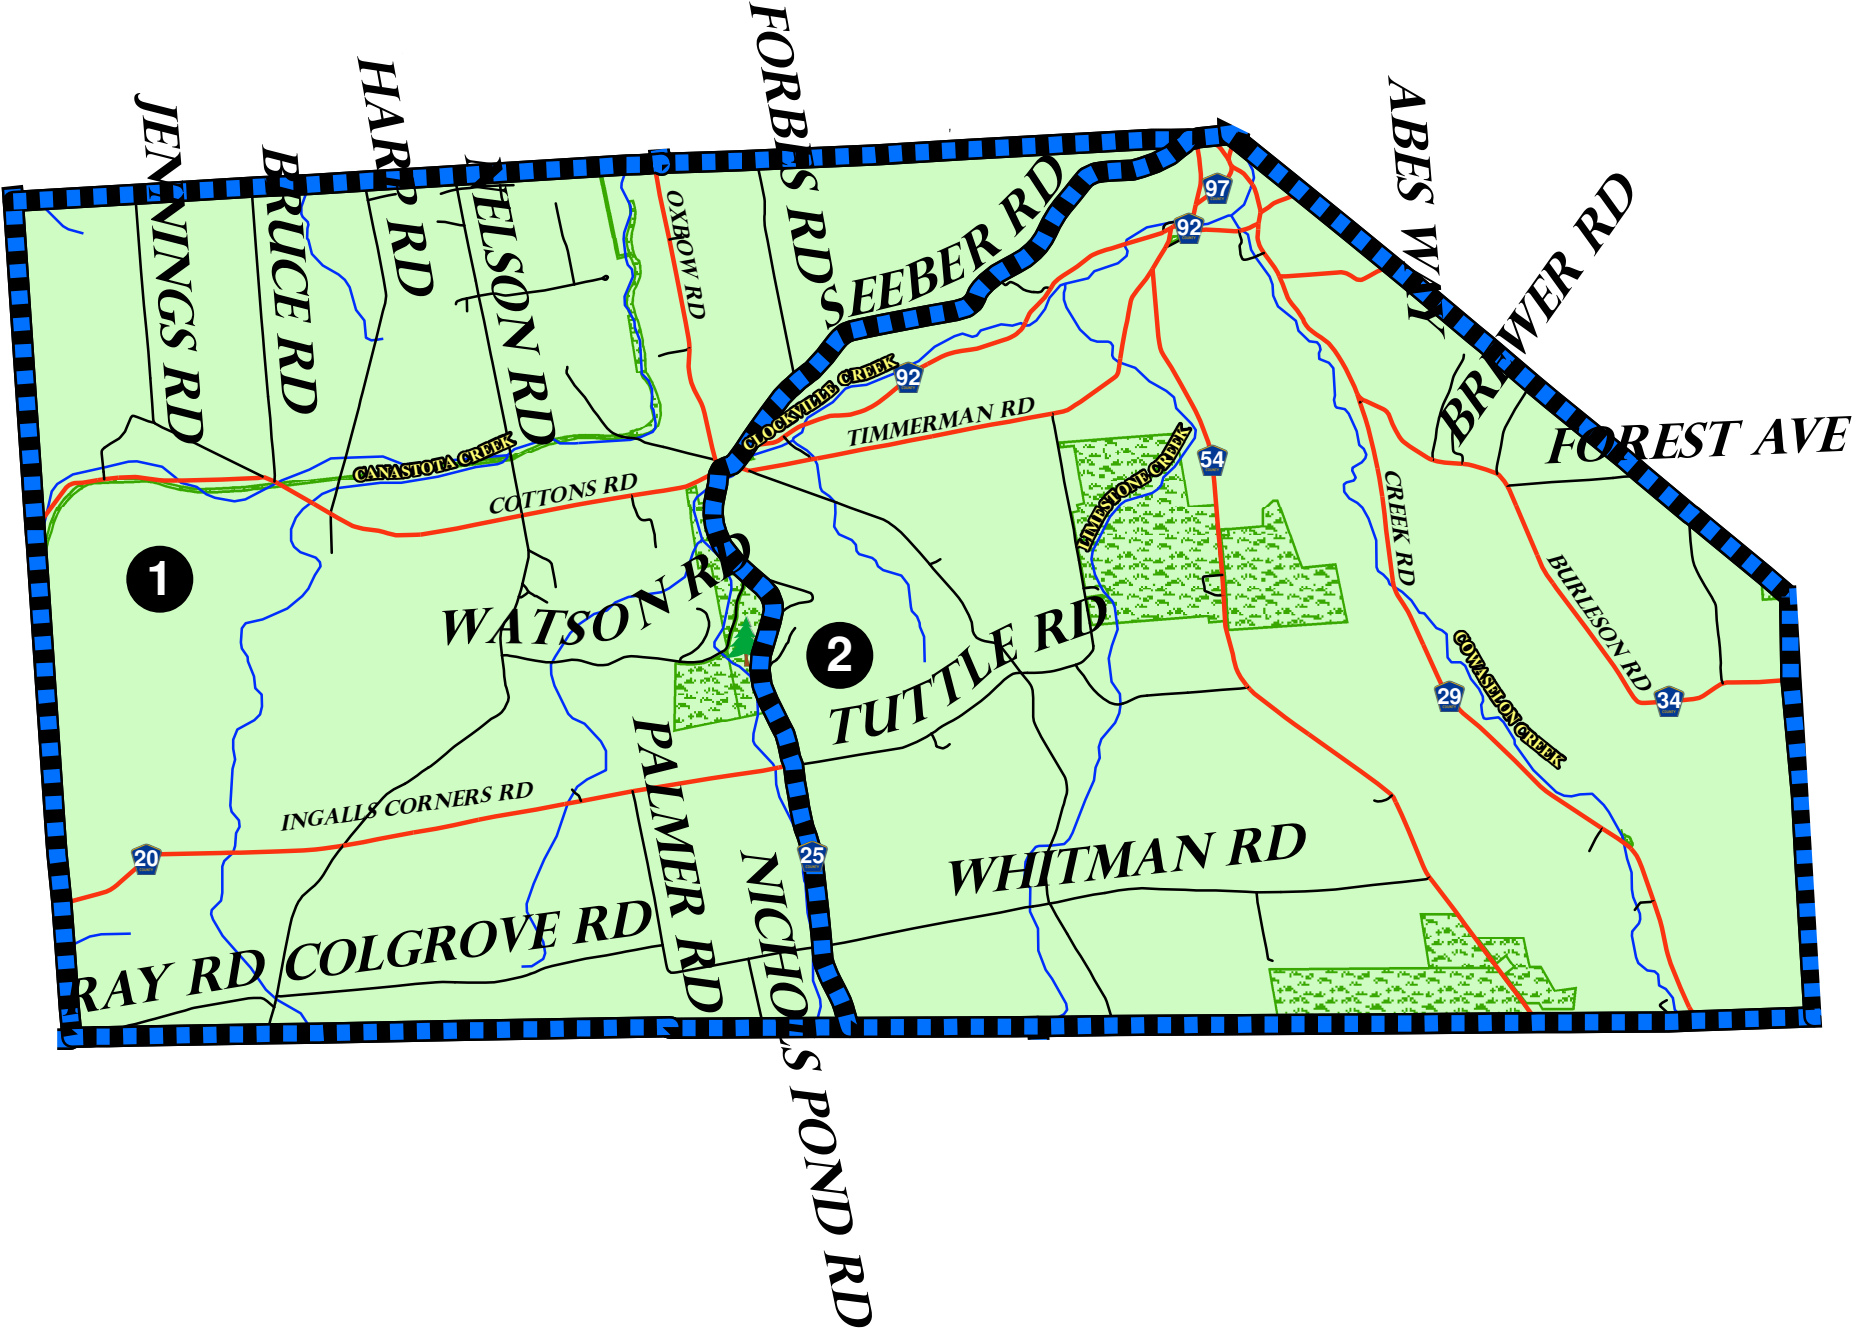 FORBES RD
HARP RD
ABES WAY
JENNINGS RD
BRUCE RD
NELSON RD
SEEBER RD
BREWER RD
OXBOW RD
97
92
CLOCKVILLE CREEK
92
TIMMERMAN RD
FOREST AVE
CANASTOTA CREEK
COTTONS RD
LIMESTONE CREEK
54
CREEK RD
1
WATSON RD
2
TUTTLE RD
BURLESON RD
COWASELON CREEK
29
34
PALMER RD
INGALLS CORNERS RD
20
25
NICHOLS POND RD
WHITMAN RD
RAY RD
COLGROVE RD